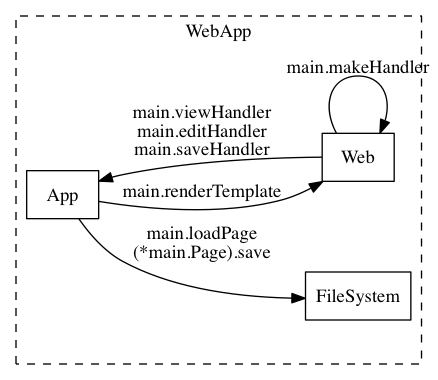 WebApp
main.makeHandler
main.viewHandler
main.editHandler
main.saveHandler
Web
main.renderTemplate
App
main.loadPage
(*main.Page).save
FileSystem